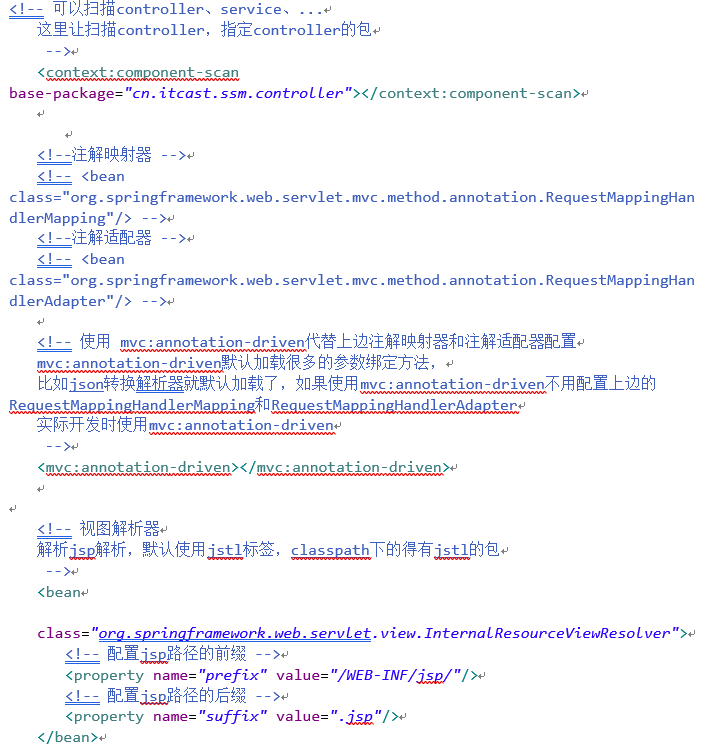 <!-- 可以扫描controller、service、...
这里让扫描controller，指定controller的包
-->
<context:component-scan
base-package="cn.itcast.ssm.controller"></context:component-scan>
<!--注解映射器 -->
<!-- <bean
class="org.springframework.web.servlet.mvc.method.annotation.RequestMappingHan
dlerMapping"/> -->
<!--注解适配器 -->
<!-- <bean
class="org.springframework.web.servlet.mvc.method.annotation.RequestMappingHan
dlerAdapter"/> -->
<!-- 使用 mvc:annotation-driven代替上边注解映射器和注解适配器配置
mvc:annotation-driven默认加载很多的参数绑定方法，
比如json转换解析器就默认加载了，如果使用mvc:annotation-driven不用配置上边的
RequestMappingHandlerMapping和RequestMappingHandlerAdapter
实际开发时使用mvc:annotation-driven
-->
<mvc:annotation-driven></mvc:annotation-driven>
<!-- 视图解析器
解析jsp解析，默认使用jstl标签，classpath下的得有jstl的包
-->
<bean
class="org.springframework.web.servlet.view.InternalResourceViewResolver">
<!-- 配置jsp路径的前缀 -->
<property name="prefix" value="/WEB-INF/jsp/"/>
<!-- 配置jsp路径的后缀 -->
<property name="suffix" value=".jsp"/>
</bean>